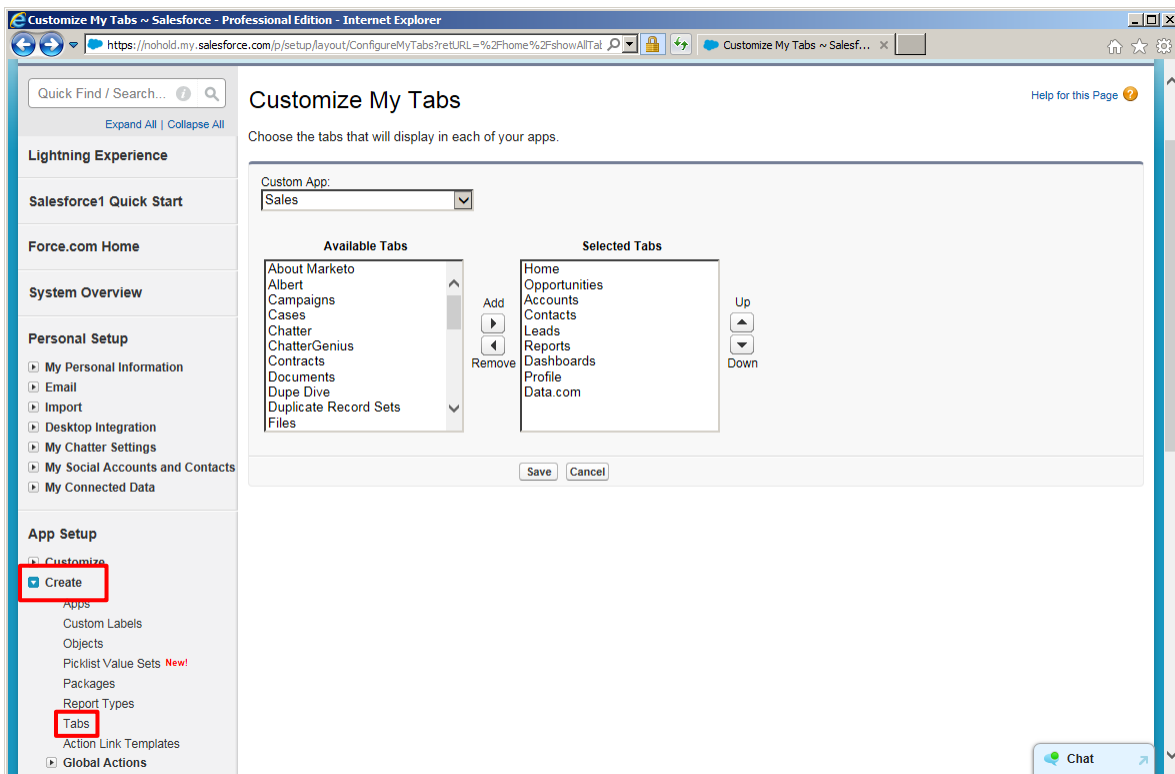 Customize My Tabs ~ Salesforce - Professional Edition - Internet Explorer
https://nohold.my.salesforce.com/p/setup/layout/ConfigureMyTabs?retURL=%2Fhome%2FshowAllTal
Customize My Tabs ~ Salesf...
Quick Find / Search...
Expand All | Collapse All
Lightning Experience
Salesforce1 Quick Start
Force.com Home
System Overview
Personal Setup
My Personal Information
Email
Import
Desktop Integration
My Chatter Settings
My Social Accounts and Contacts
My Connected Data
App Setup
Customize
Create
Apps
Custom Labels
Objects
Picklist Value Sets New!
Packages
Report Types
Tabs
Action Link Templates
Global Actions
Customize My Tabs
Help for this Page
Choose the tabs that will display in each of your apps.
Custom App:
Sales
Available Tabs
About Marketo
Albert
Campaigns
Cases
Chatter
ChatterGenius
Contracts
Documents
Dupe Dive
Duplicate Record Sets
Files
Add
Remove
Selected Tabs
Home
Opportunities
Accounts
Contacts
Leads
Reports
Dashboards
Profile
Data.com
Up
Down
Save Cancel
Chat